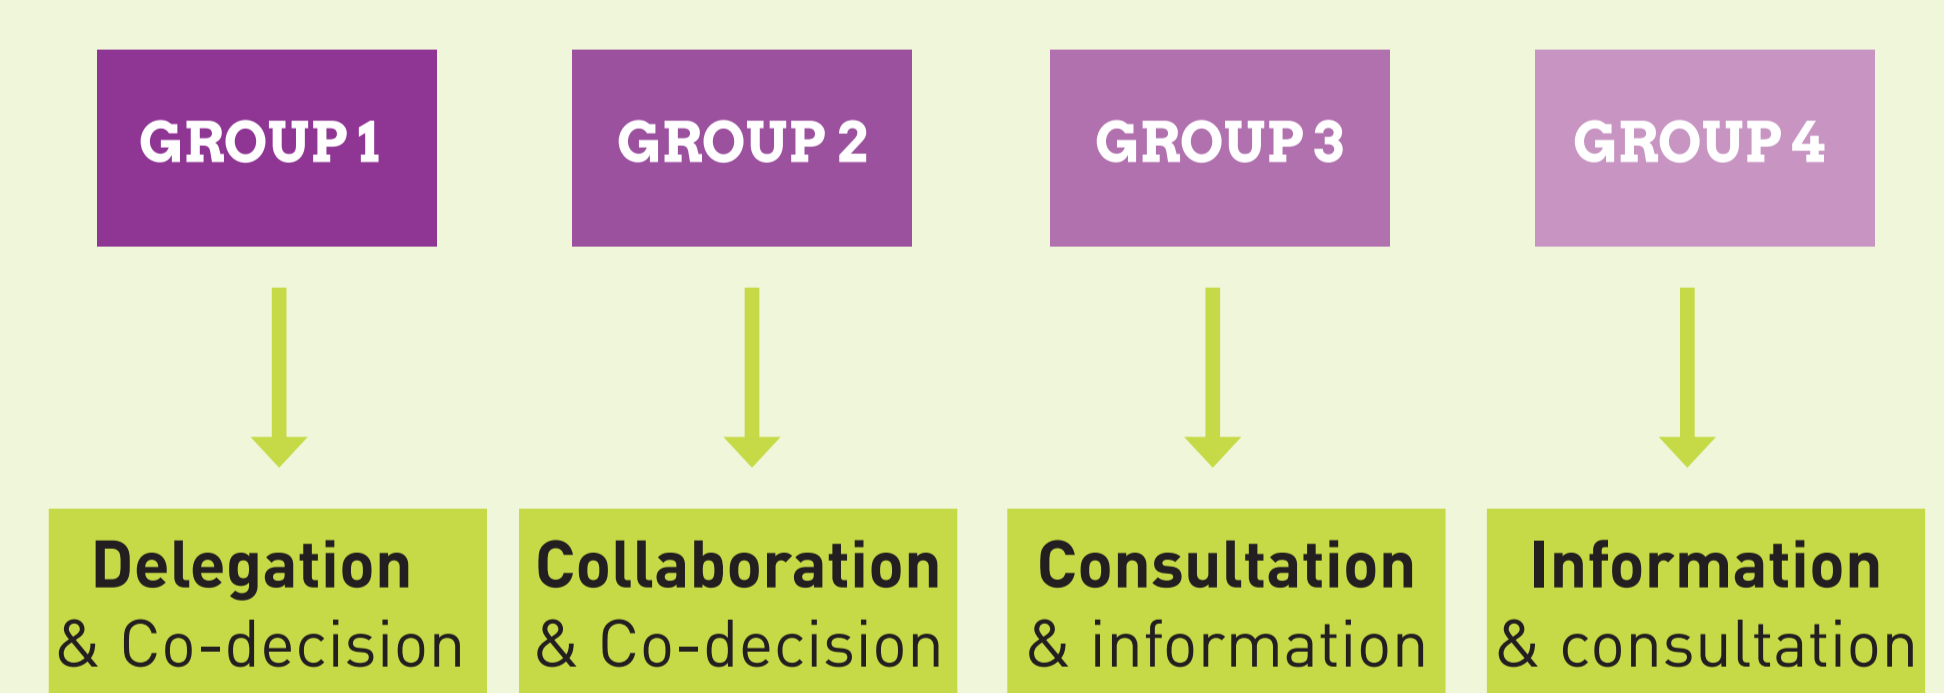 GROUP 1
GROUP 2
GROUP 3
GROUP 4
Delegation
& Co-decision
Collaboration
& Co-decision
Consultation
& information
Information
& consultation